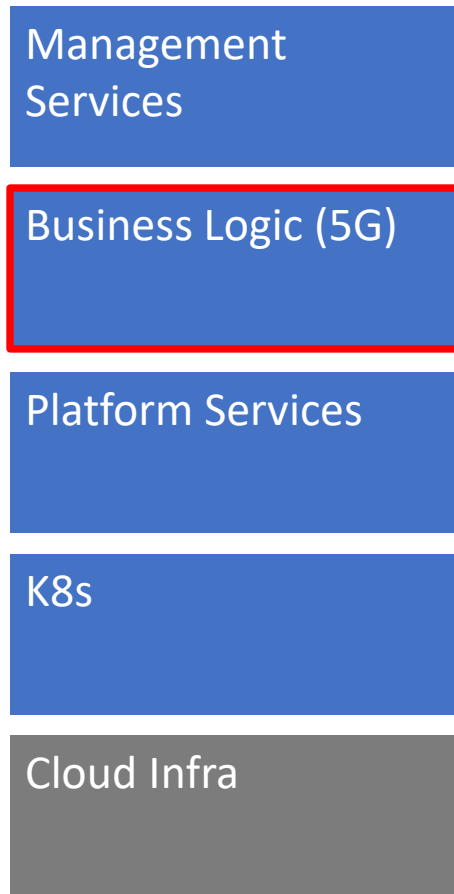 Management
Services
Business Logic (5G)
Platform Services
K8s
Cloud Infra